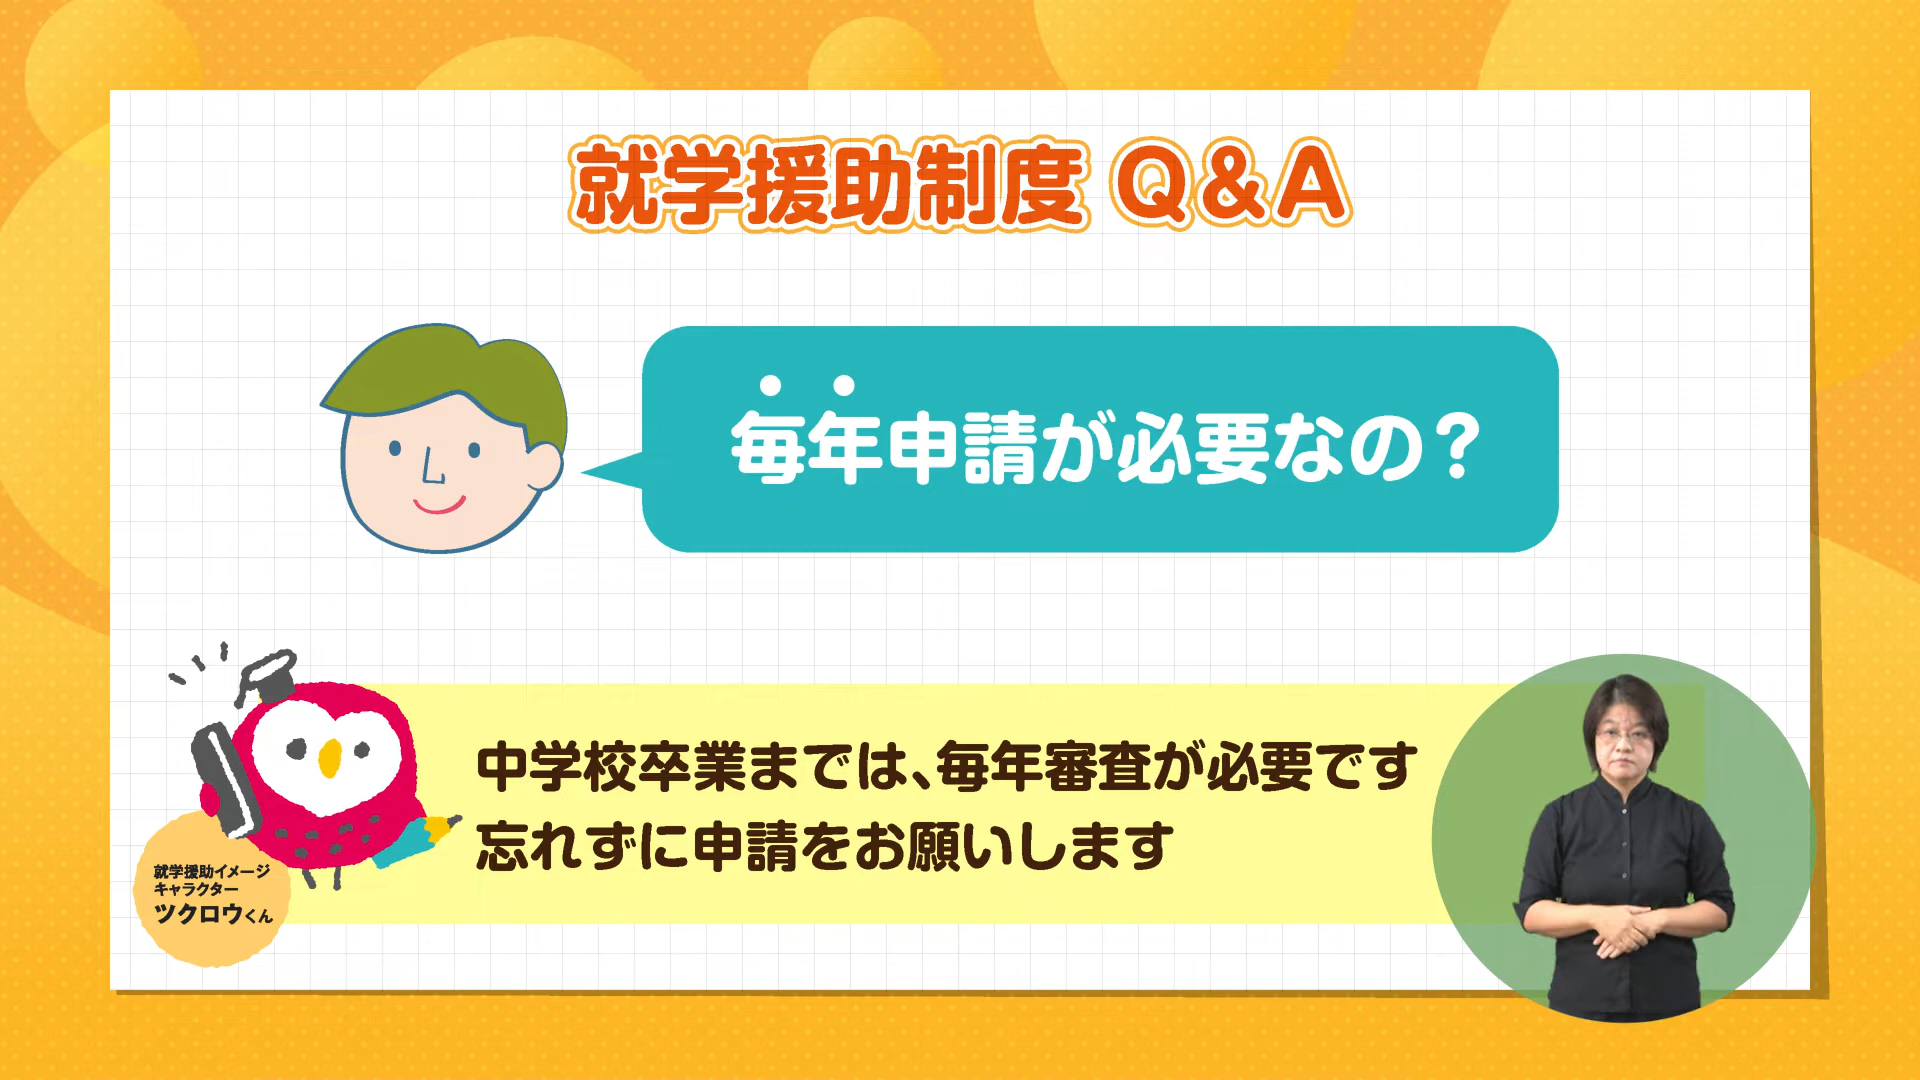 就学援助制度 Q&A
毎年申請が必要なの？
中学校卒業までは、毎年審査が必要です
忘れずに申請をお願いします
就学援助イメージ
キャラクター
ツクロウくん